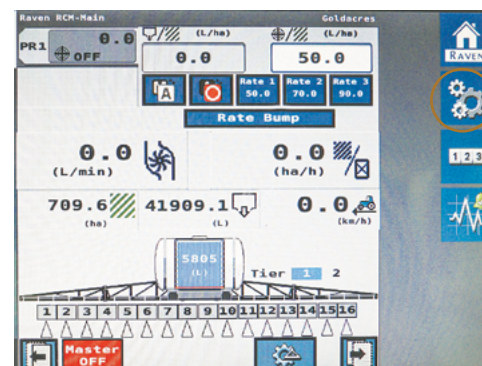 Raven RCM-Main Goldacres
PR1 0.0 OFF
(L/ha) (L/ha)
0.0 50.0
RAVEN
A Rate 1 Rate 2 Rate 3
50.0 70.0 90.0
Rate Bump
0.0 0.0
(L/min) (ha/h)
1,2,3
709.6 41909.1 0.0
(ha) (L) (km/h)
5805
(L)
Tier 1 2
1 2 3 4 5 6 7 8 9 10 11 12 13 14 15 16
Master
OFF